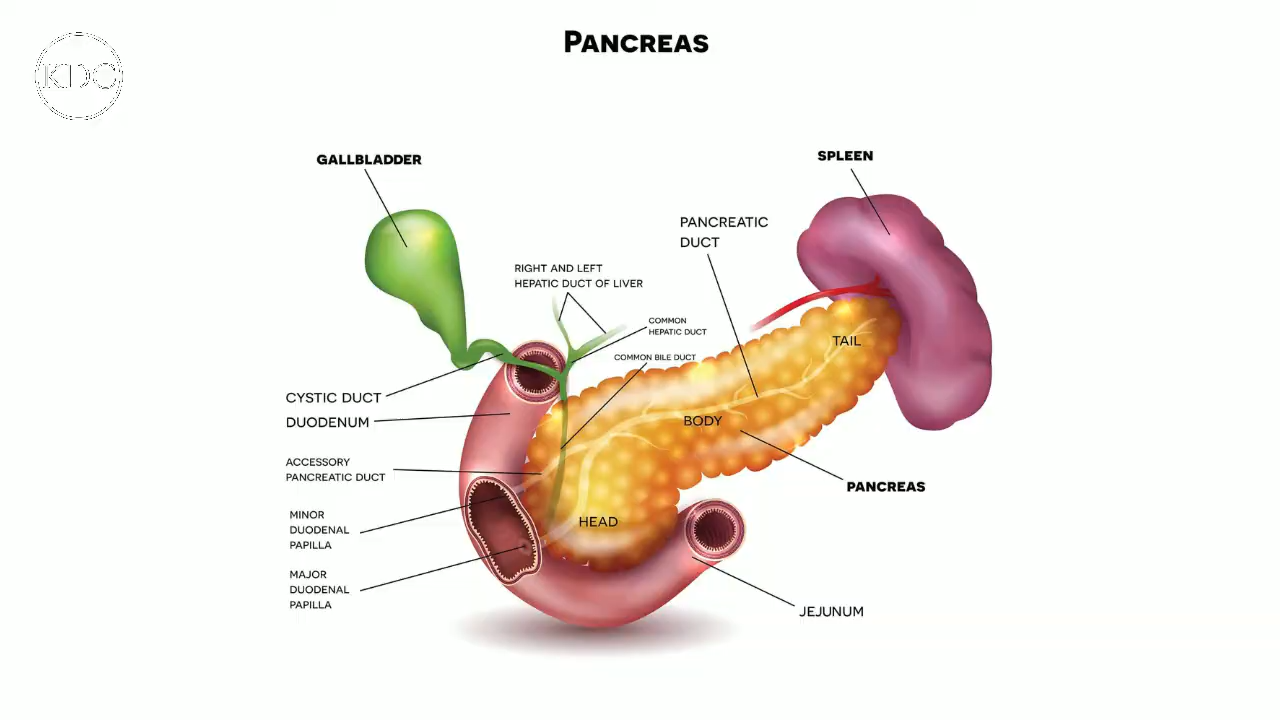 PANCREAS
KDC
GALLBLADDER
SPLEEN
PANCREATIC
DUCT
RIGHT AND LEFT
HEPATIC DUCT OF LIVER
COMMON
HEPATIC DUCT
COMMON BILE DUCT
TAIL
CYSTIC DUCT
DUODENUM
BODY
ACCESSORY
PANCREATIC DUCT
PANCREAS
MINOR
DUODENAL
PAPILLA
HEAD
MAJOR
DUODENAL
PAPILLA
JEJUNUM